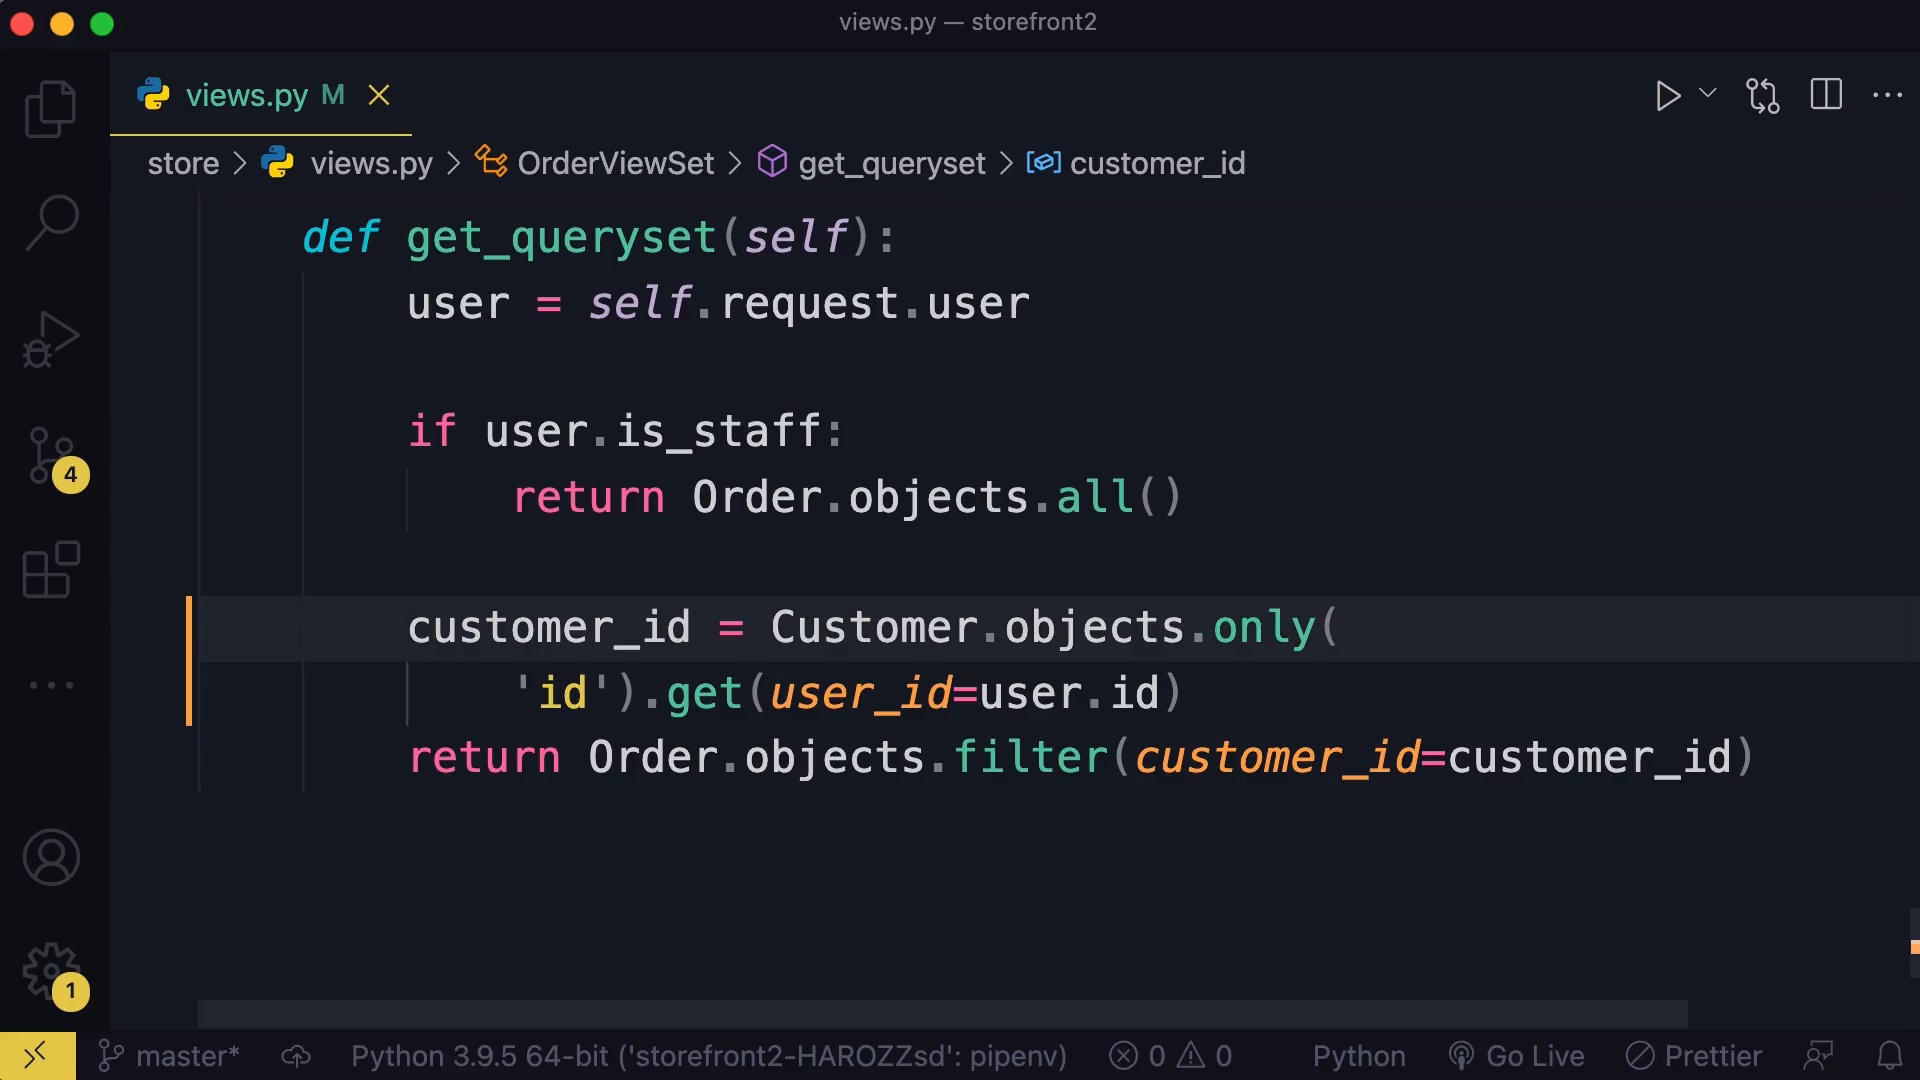 views.py — storefront2
views.py M
store > views.py > OrderViewSet > get_queryset > customer_id
def get_queryset(self):
user = self.request.user
if user.is_staff:
return Order.objects.all()
customer_id = Customer.objects.only(
'id').get(user_id=user.id)
return Order.objects.filter(customer_id=customer_id)
4
1
master* Python 3.9.5 64-bit ('storefront2-HAROZZsd': pipenv) 0 0 Python Go Live Prettier